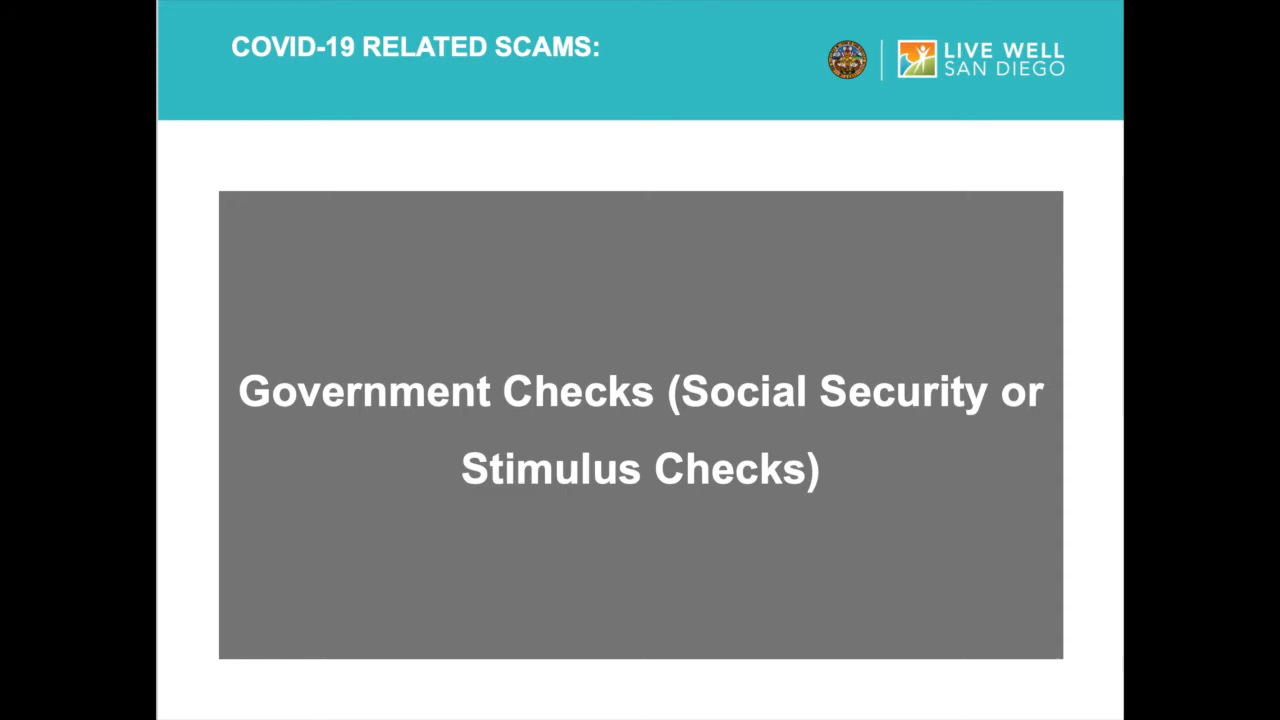 COVID-19 RELATED SCAMS:
LIVE WELL
SAN DIEGO
Government Checks (Social Security or
Stimulus Checks)